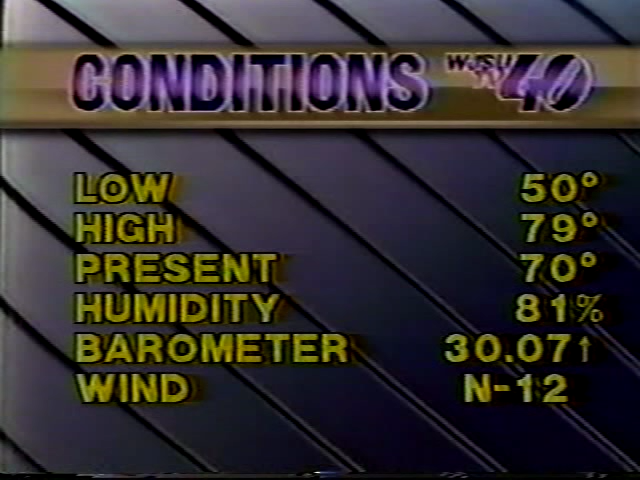 CONDITIONS WJSU TV 40
LOW 50°
HIGH 79°
PRESENT 70°
HUMIDITY 81%
BAROMETER 30.07↑
WIND N-12